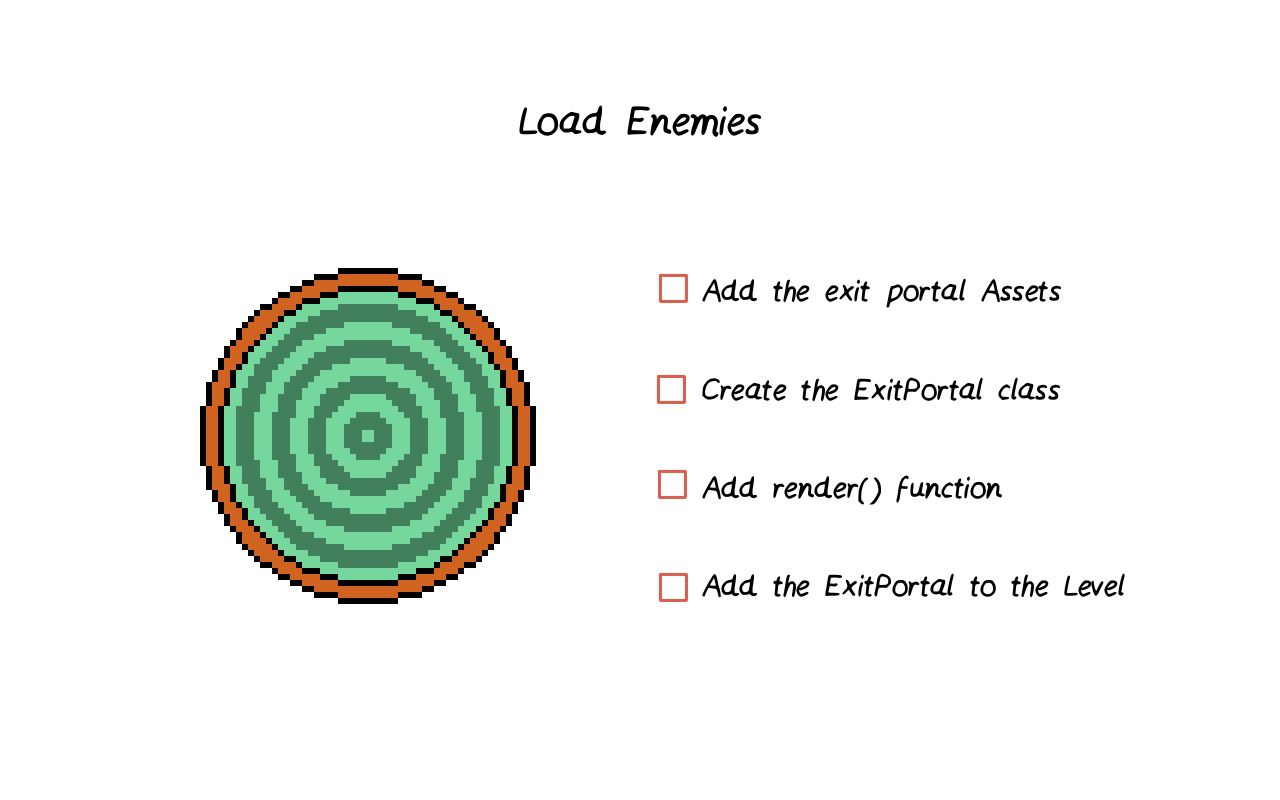 Load Enemies
Add the exit portal Assets
Create the ExitPortal class
Add render() function
Add the ExitPortal to the Level